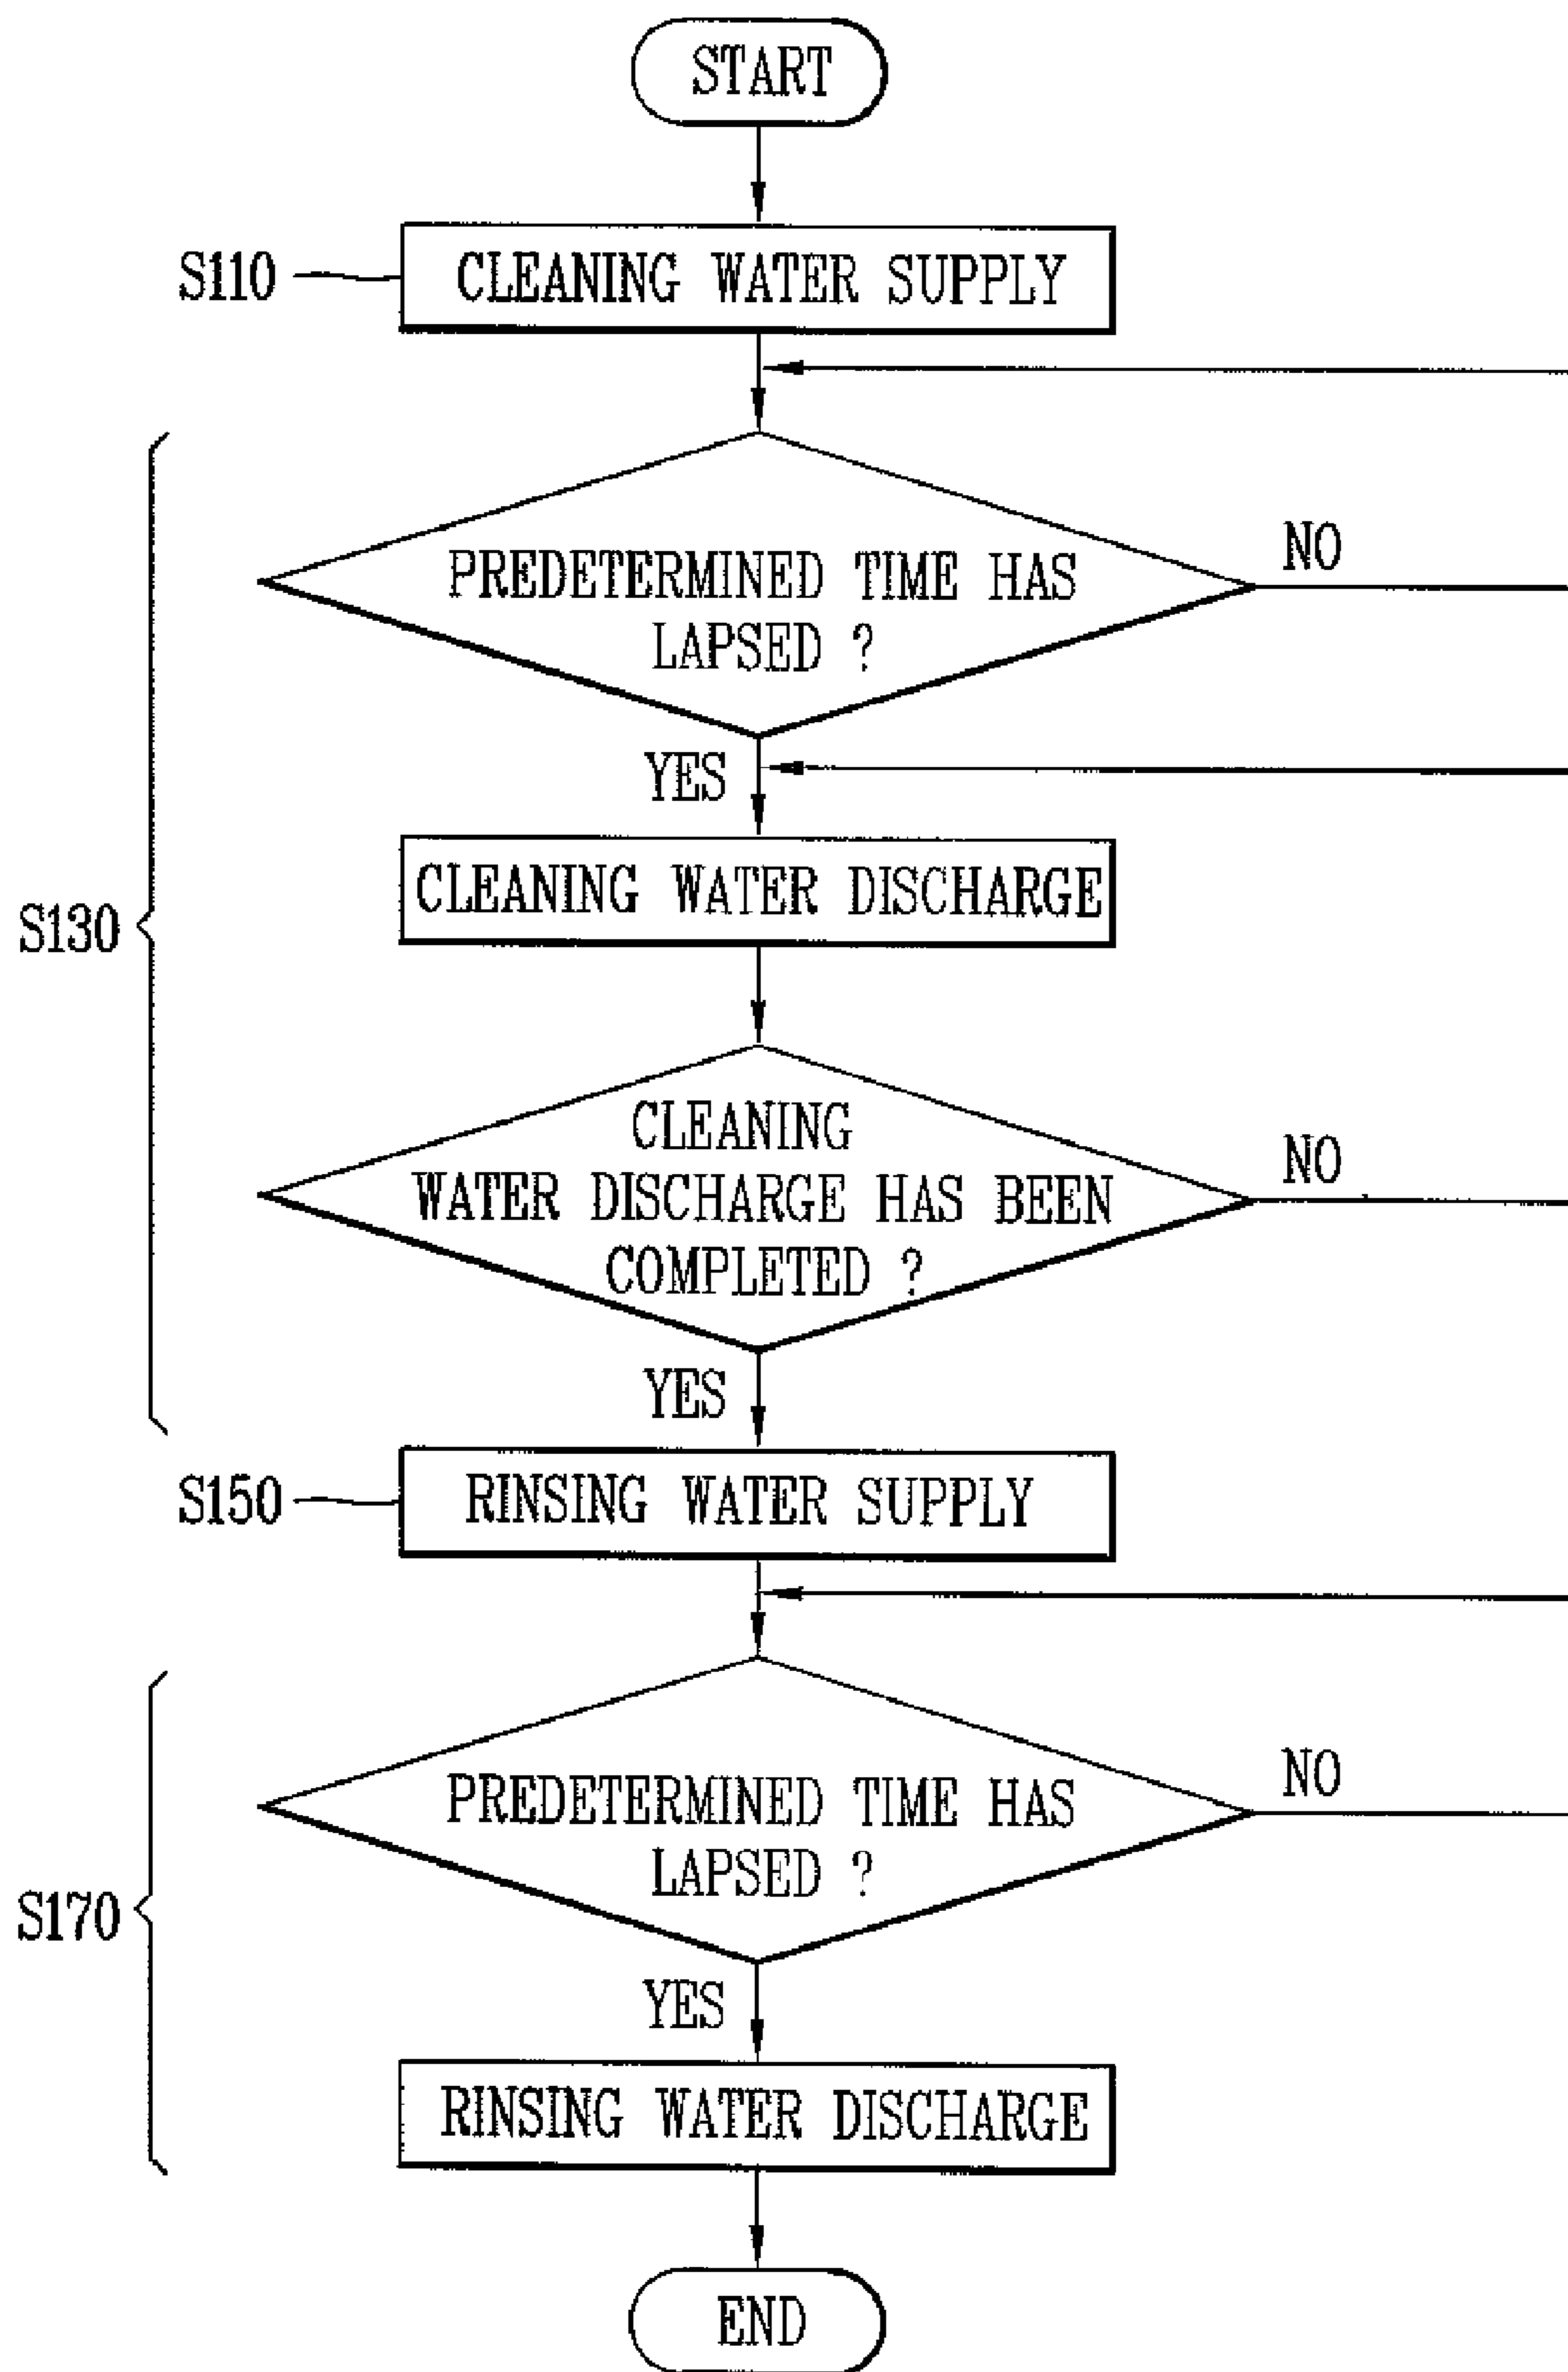 START
S110
CLEANING WATER SUPPLY
PREDETERMINED TIME HAS
LAPSED ?
NO
YES
S130
CLEANING WATER DISCHARGE
CLEANING
WATER DISCHARGE HAS BEEN
COMPLETED ?
NO
YES
S150
RINSING WATER SUPPLY
PREDETERMINED TIME HAS
LAPSED ?
NO
S170
YES
RINSING WATER DISCHARGE
END